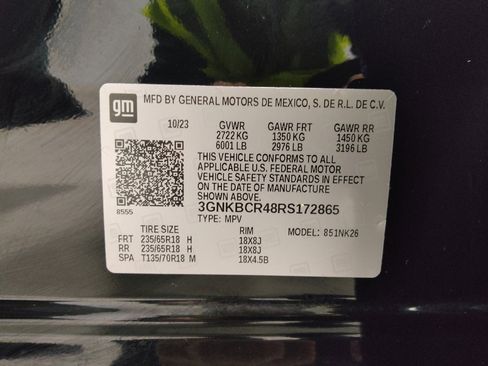 gm
MFD BY GENERAL MOTORS DE MEXICO, S. DE R.L. DE C.V.
10/23 GVWR GAWR FRT GAWR RR
2722 KG 1350 KG 1450 KG
6001 LB 2976 LB 3196 LB
THIS VEHICLE CONFORMS TO ALL
APPLICABLE U.S. FEDERAL MOTOR
VEHICLE SAFETY STANDARDS IN EFFECT
ON THE DATE OF MANUFACTURE
SHOWN ABOVE.
8555
3GNKBCR48RS172865
TYPE: MPV
TIRE SIZE RIM MODEL: 851NK26
FRT 235/65R18 H 18X8J
RR 235/65R18 H 18X8J
SPA T135/70R18 M 18X4.5B